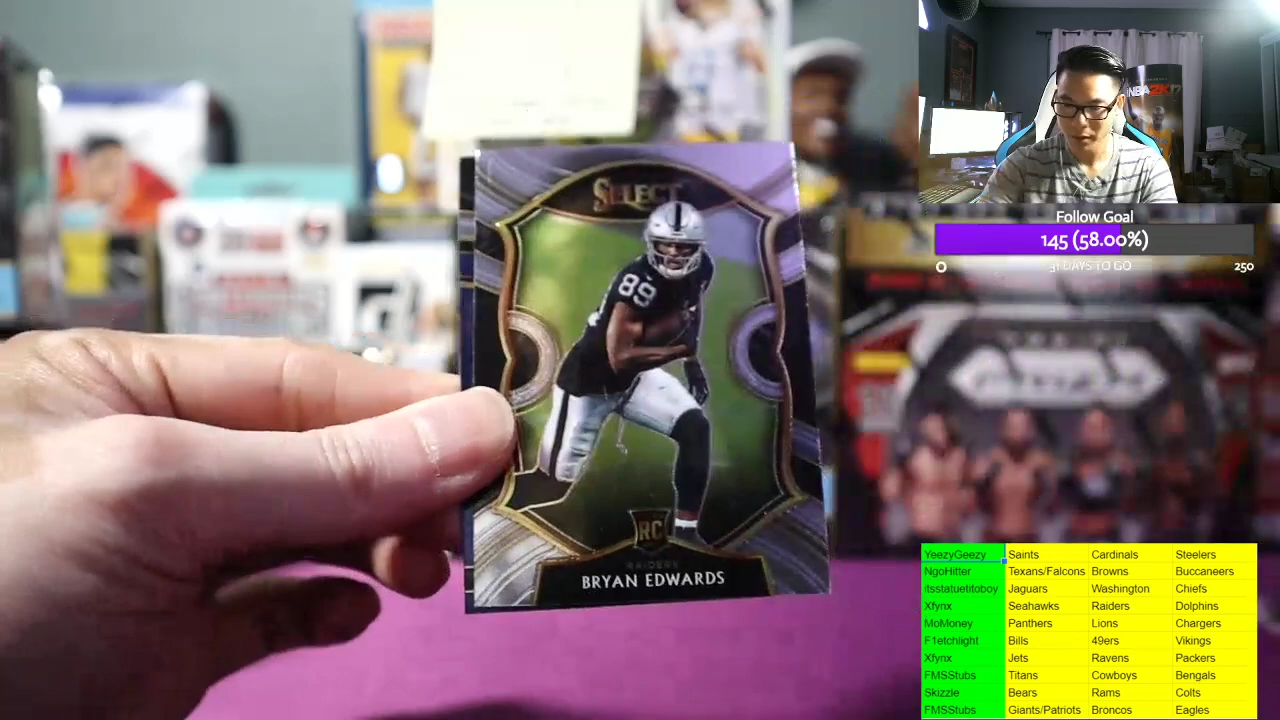 SELECT
89
RC
RAIDERS
BRYAN EDWARDS
NBA2K17
Follow Goal
145 (58.00%)
0 31 DAYS TO GO 250
YeezyGeezy Saints Cardinals Steelers
NgoHitter Texans/Falcons Browns Buccaneers
itsstatuetitoboy Jaguars Washington Chiefs
Xfynx Seahawks Raiders Dolphins
MoMoney Panthers Lions Chargers
F1etchlight Bills 49ers Vikings
Xfynx Jets Ravens Packers
FMSStubs Titans Cowboys Bengals
Skizzle Bears Rams Colts
FMSStubs Giants/Patriots Broncos Eagles